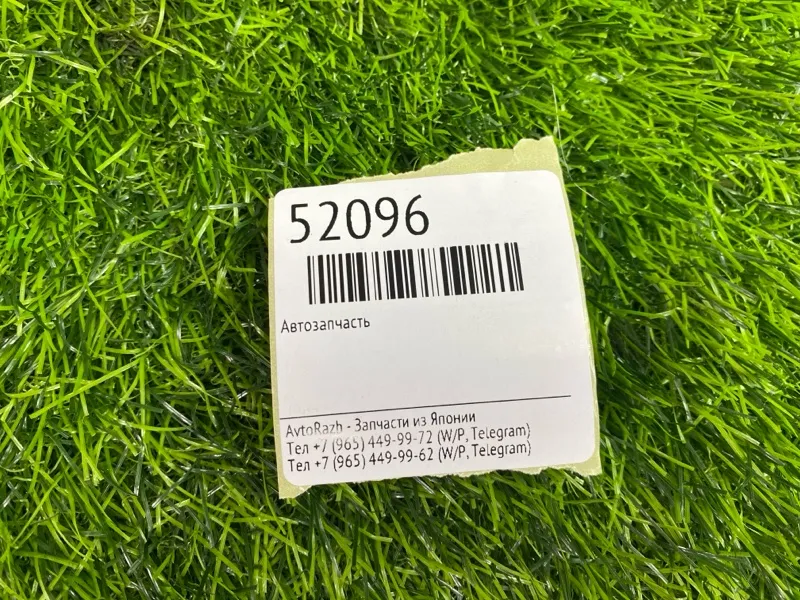 52096
Автозапчасть
AvtoRazb - Запчасти из Японии
Тел +7 (965) 449-99-72 (W/P, Telegram)
Тел +7 (965) 449-99-62 (W/P, Telegram)